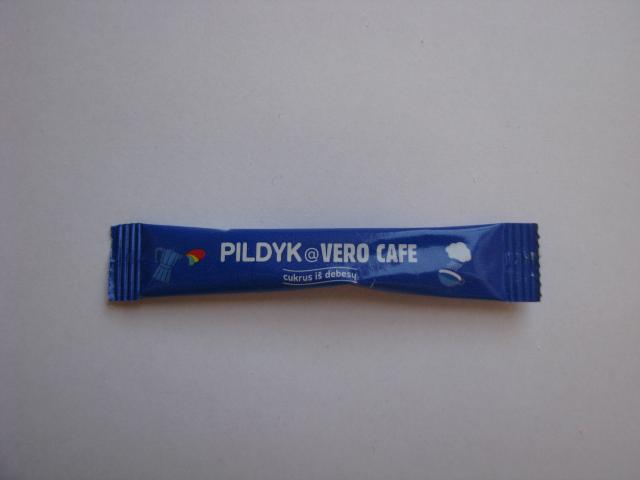 PILDYK @ VERO CAFE
cukrus iš debesų